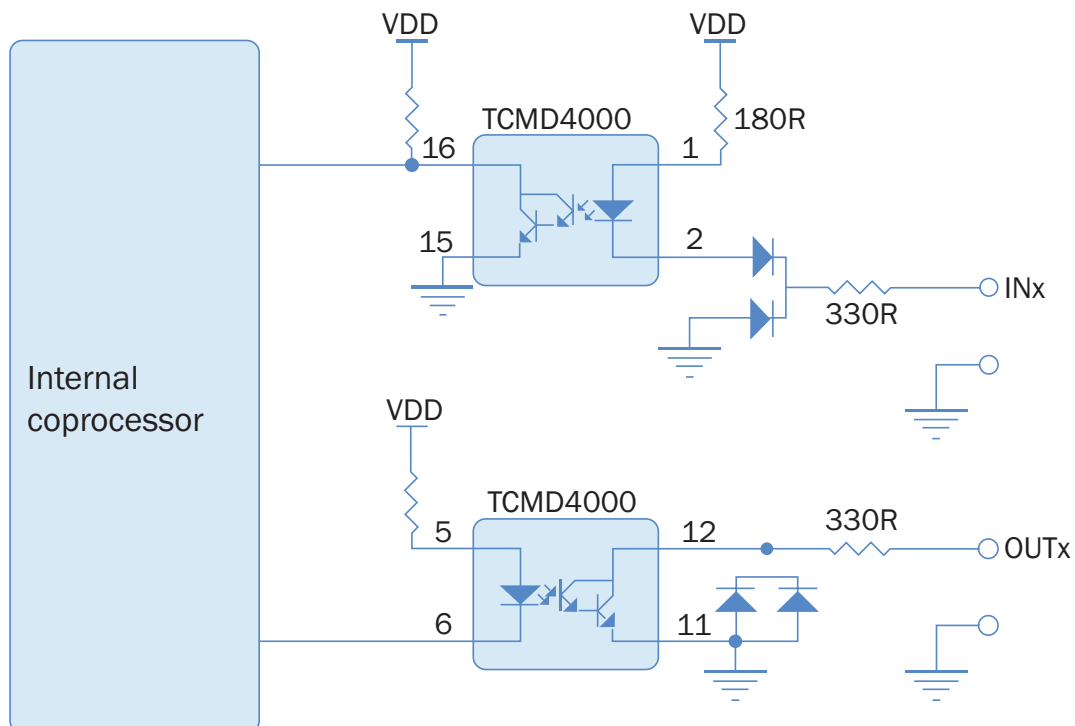 VDD
VDD
TCMD4000
180R
16
1
15
2
INx
330R
Internal
coprocessor
VDD
TCMD4000
330R
5
12
OUTx
6
11